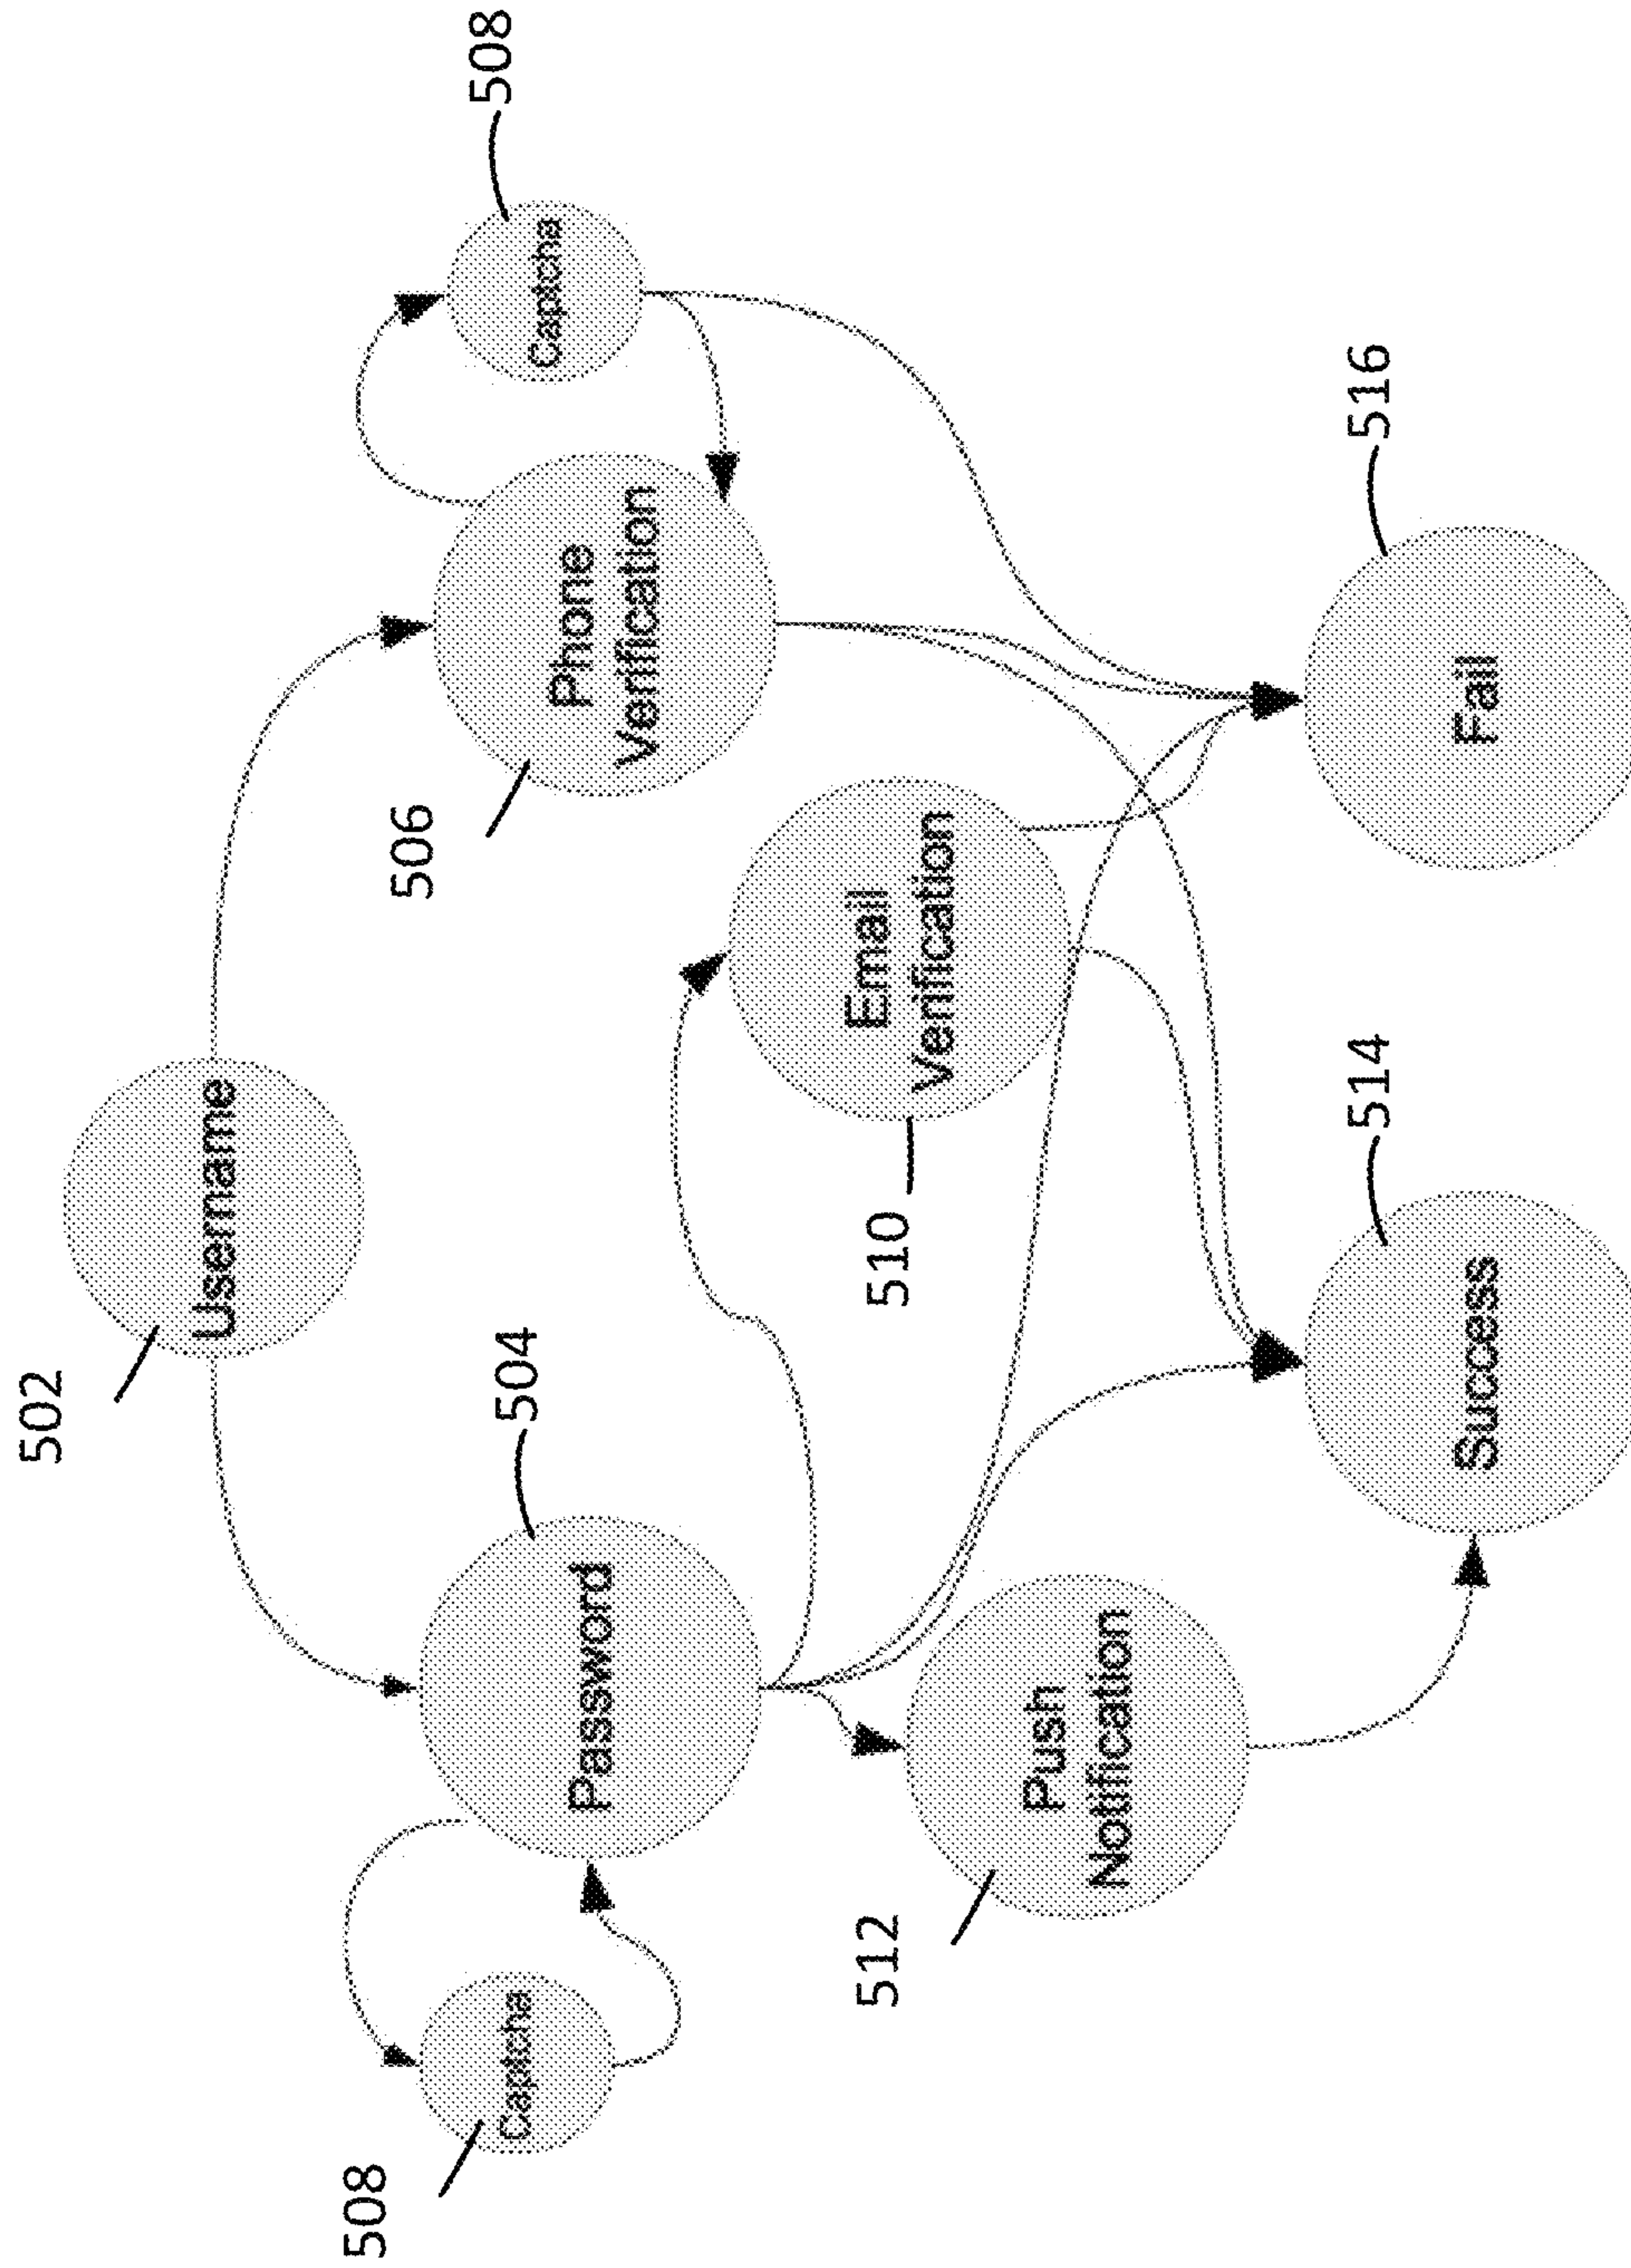 502
Username
508
506
508
504
Captcha
Captcha
Password
Phone
Verification
512
510
Email
Verification
Push
Notification
514
516
Success
Fail